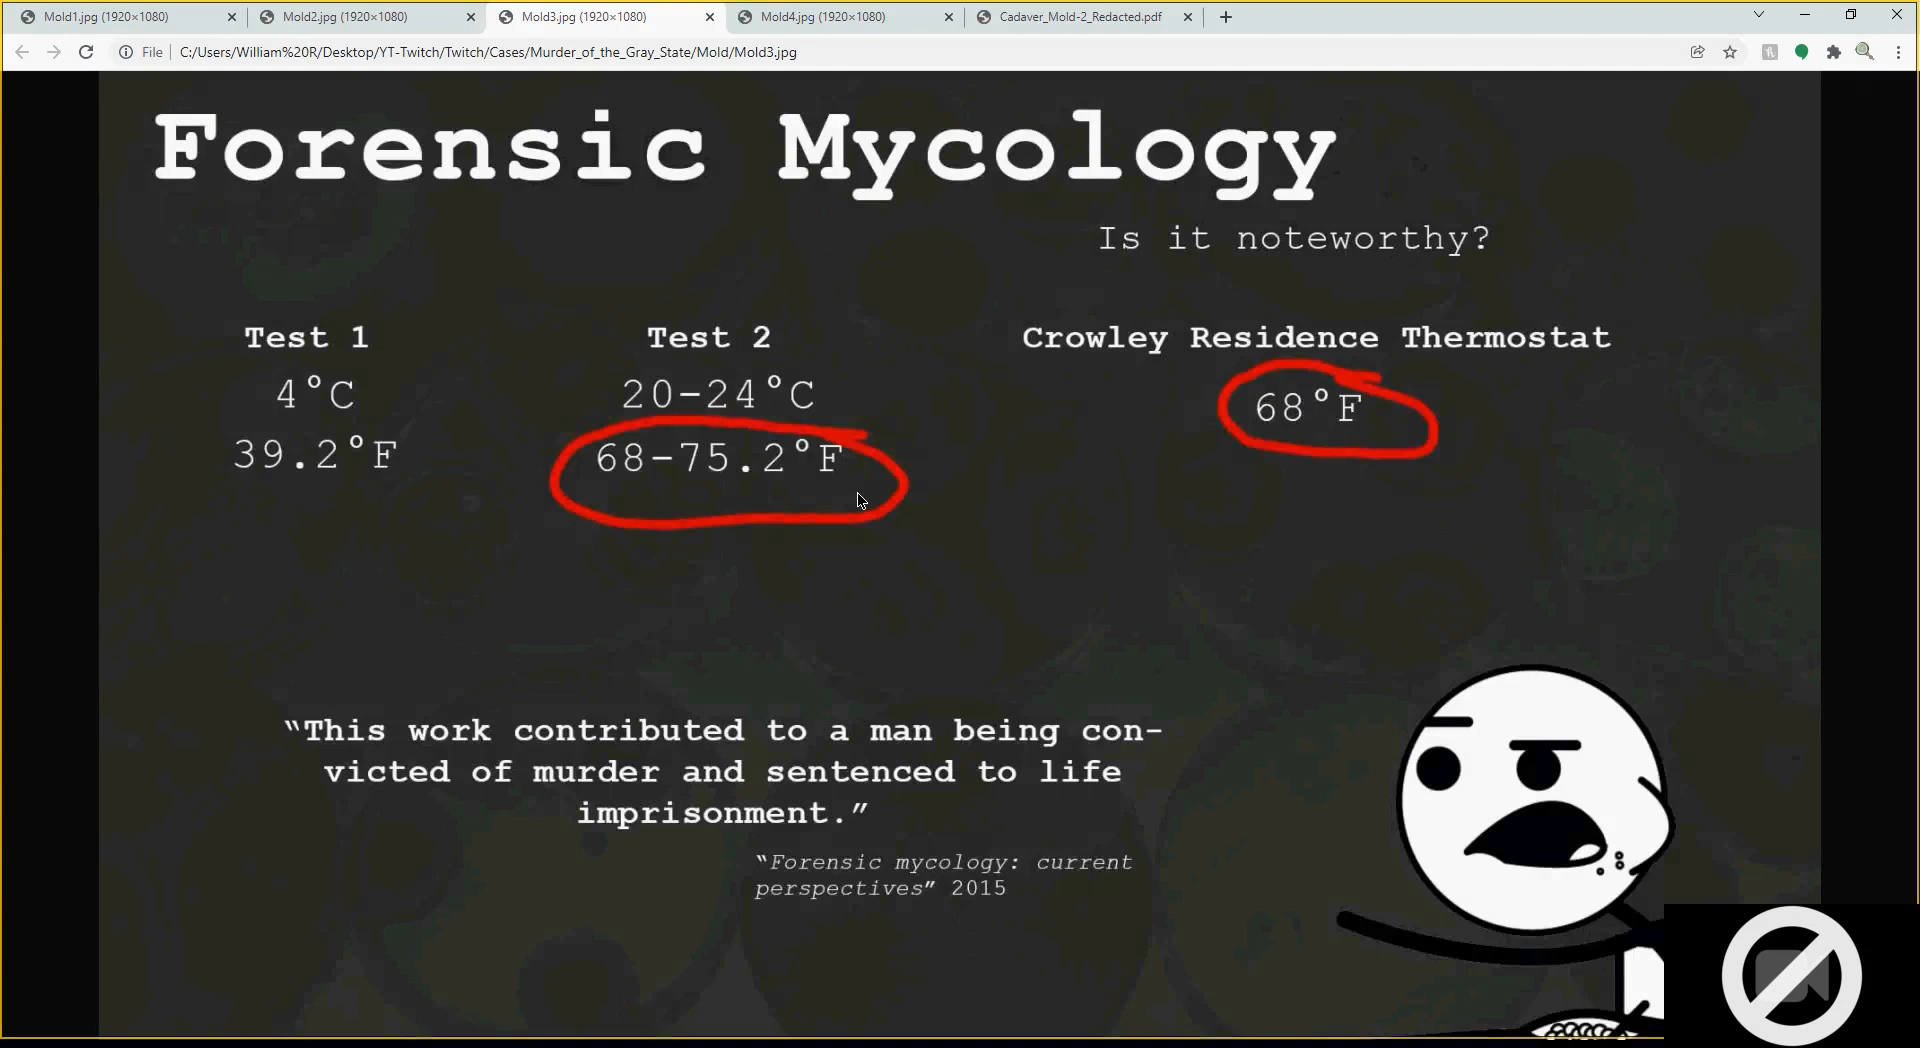 Mold1.jpg (1920×1080)
Mold2.jpg (1920×1080)
Mold3.jpg (1920×1080)
Mold4.jpg (1920×1080)
Cadaver_Mold-2_Redacted.pdf
File
C:/Users/William%20R/Desktop/YT-Twitch/Twitch/Cases/Murder_of_the_Gray_State/Mold/Mold3.jpg
Forensic Mycology
Is it noteworthy?
Test 1
4°C
39.2°F
Test 2
20-24°C
68-75.2°F
Crowley Residence Thermostat
68°F
“This work contributed to a man being con-
victed of murder and sentenced to life
imprisonment.”
“Forensic mycology: current
perspectives” 2015